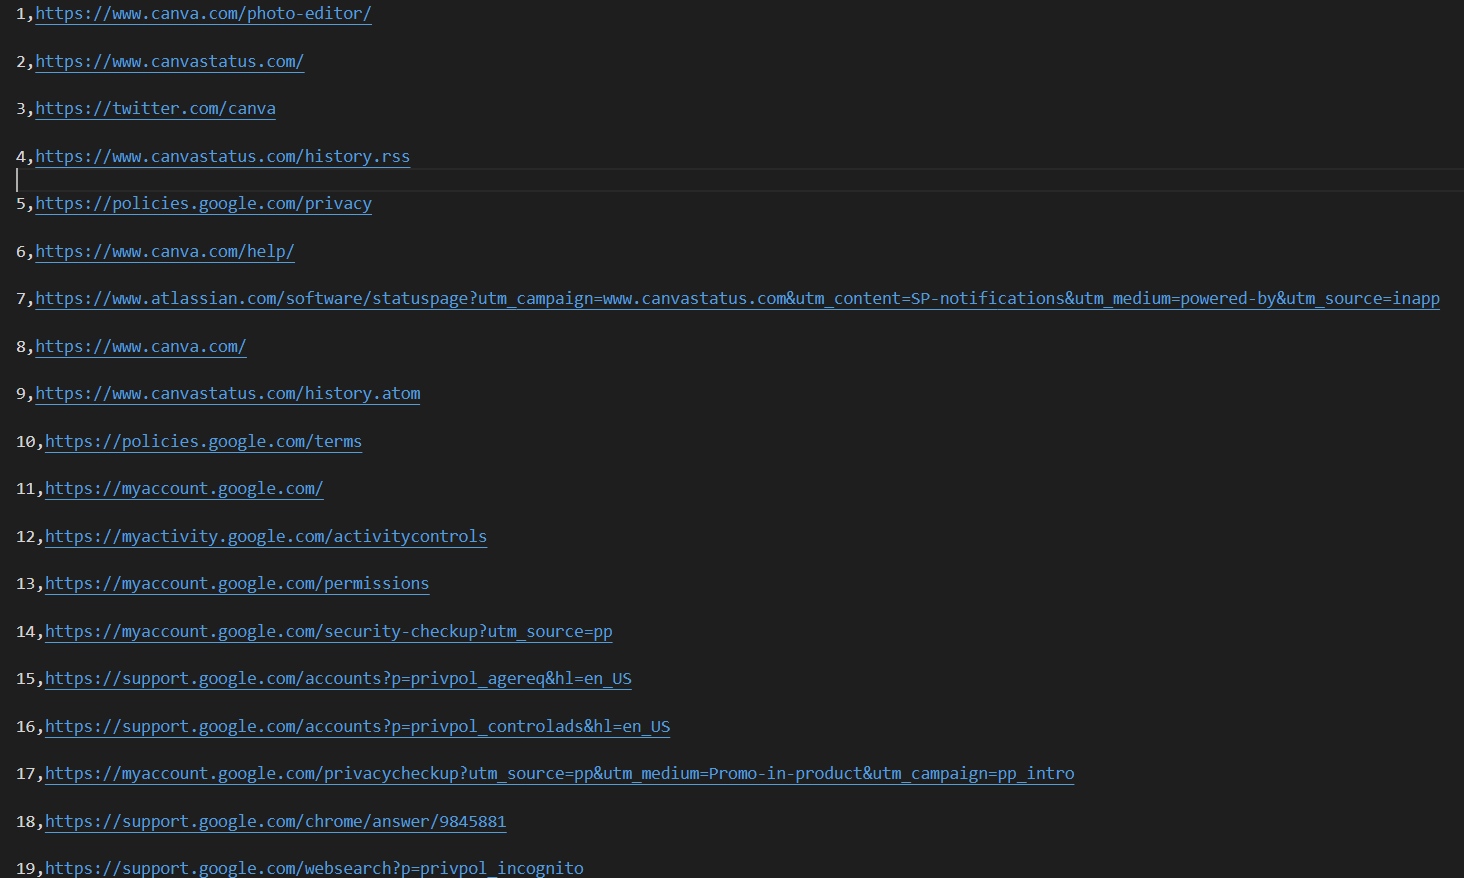 1,https://www.canva.com/photo-editor/
2,https://www.canvastatus.com/
3,https://twitter.com/canva
4,https://www.canvastatus.com/history.rss
5,https://policies.google.com/privacy
6,https://www.canva.com/help/
7,https://www.atlassian.com/software/statuspage?utm_campaign=www.canvastatus.com&utm_content=SP-notifications&utm_medium=powered-by&utm_source=inapp
8,https://www.canva.com/
9,https://www.canvastatus.com/history.atom
10,https://policies.google.com/terms
11,https://myaccount.google.com/
12,https://myactivity.google.com/activitycontrols
13,https://myaccount.google.com/permissions
14,https://myaccount.google.com/security-checkup?utm_source=pp
15,https://support.google.com/accounts?p=privpol_agereq&hl=en_US
16,https://support.google.com/accounts?p=privpol_controlads&hl=en_US
17,https://myaccount.google.com/privacycheckup?utm_source=pp&utm_medium=Promo-in-product&utm_campaign=pp_intro
18,https://support.google.com/chrome/answer/9845881
19,https://support.google.com/websearch?p=privpol_incognito